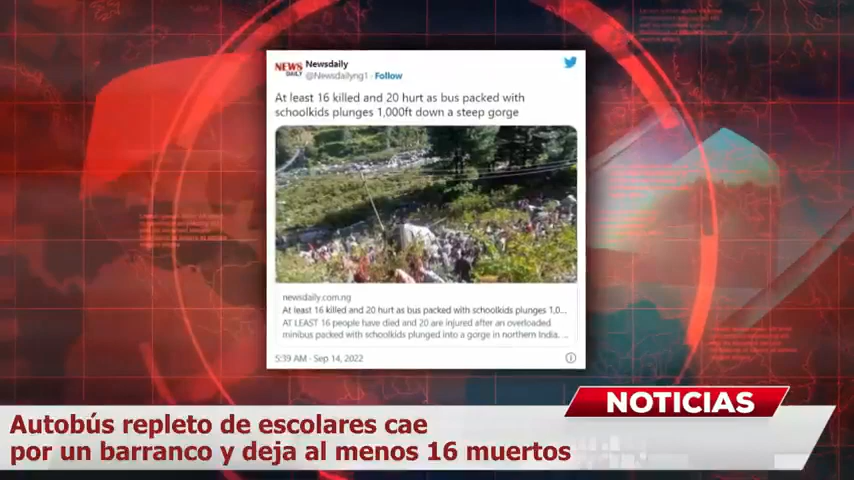 NEWS
DAILY
Newsdaily
@Newsdailyng1 · Follow
At least 16 killed and 20 hurt as bus packed with
schoolkids plunges 1,000ft down a steep gorge
newsdaily.com.ng
At least 16 killed and 20 hurt as bus packed with schoolkids plunges 1,0...
AT LEAST 16 people have died and 20 are injured after an overloaded
minibus packed with schoolkids plunged into a gorge in northern India. ...
5:39 AM · Sep 14, 2022
NOTICIAS
Autobús repleto de escolares cae
por un barranco y deja al menos 16 muertos